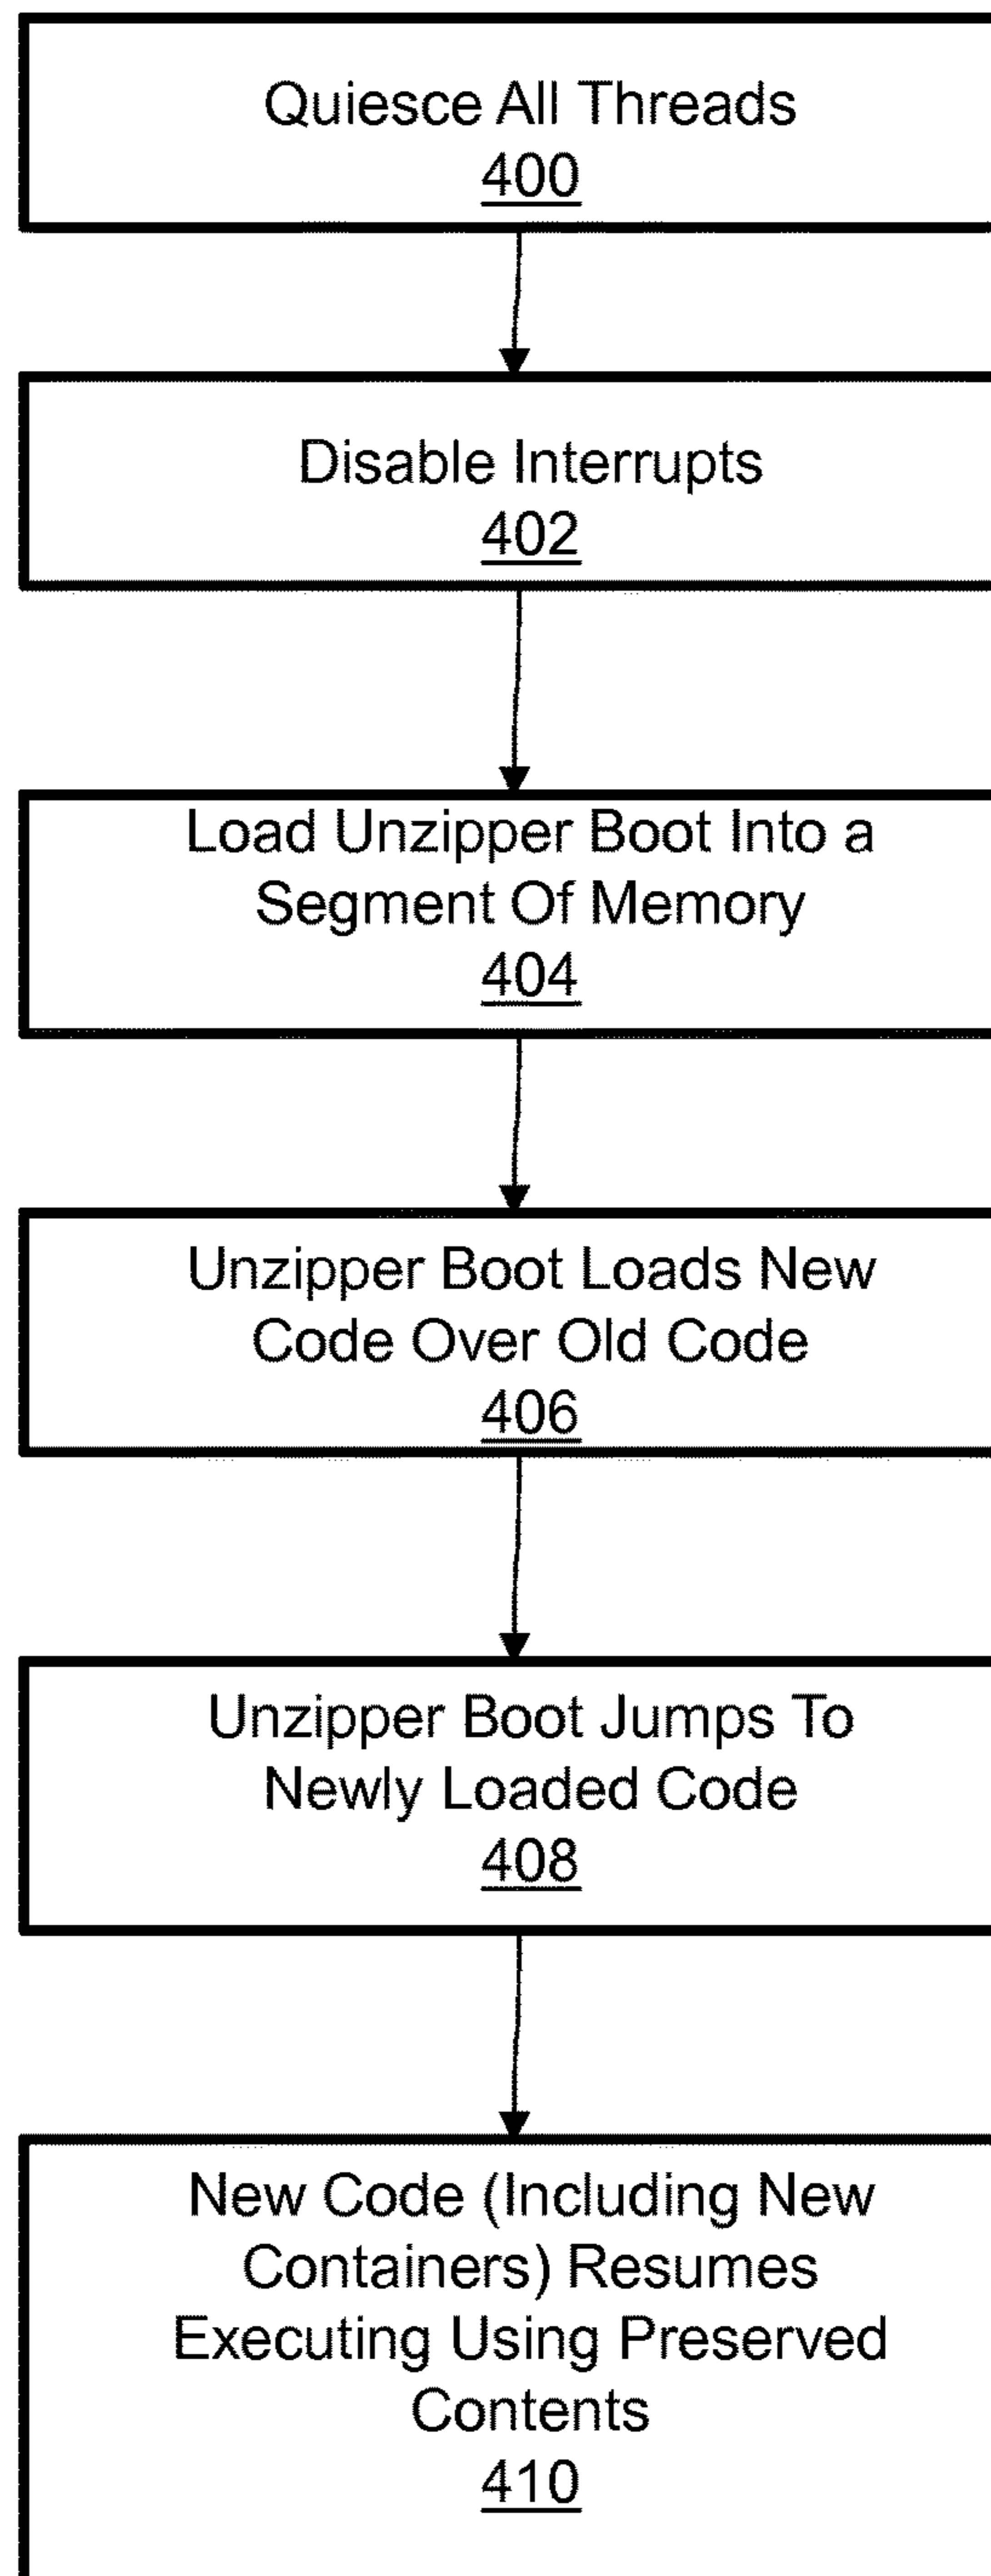 Quiesce All Threads
400
Disable Interrupts
402
Load Unzipper Boot Into a
Segment Of Memory
404
Unzipper Boot Loads New
Code Over Old Code
406
Unzipper Boot Jumps To
Newly Loaded Code
408
New Code (Including New
Containers) Resumes
Executing Using Preserved
Contents
410